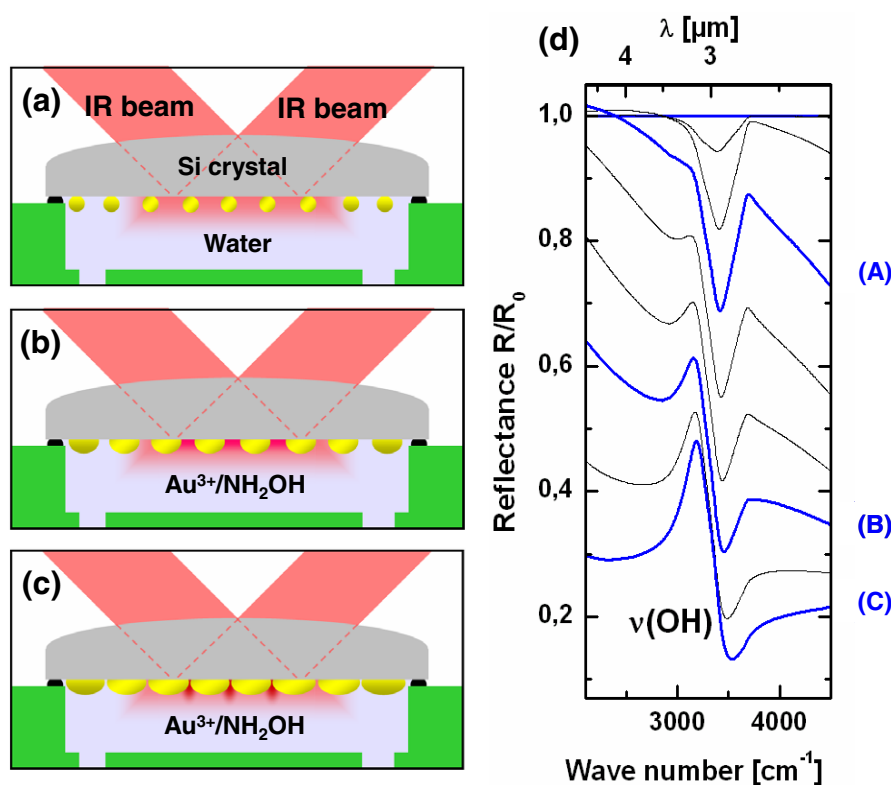 (a)
IR beam IR beam
Si crystal
Water
(b)
Au³⁺/NH₂OH
(c)
Au³⁺/NH₂OH
(d)
λ [μm]
4 3
1,0
0,8
0,6
0,4
0,2
Reflectance R/R₀
(A)
(B)
(C)
ν(OH)
3000 4000
Wave number [cm⁻¹]